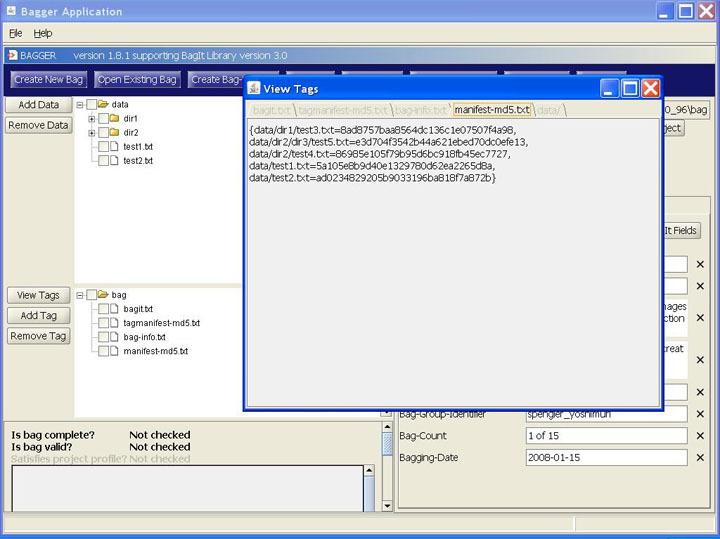 Bagger Application
File Help
BAGGER version 1.8.1 supporting BagIt Library version 3.0
Create New Bag Open Existing Bag Create Bag-
View Tags
bagit.txt tagmanifest-md5.txt bag-info.txt manifest-md5.txt data/
{data/dir1/test3.txt=8ad8757baa8564dc136c1e07507f4a98,
data/dir2/dir3/test5.txt=e3d704f3542b44a621ebed70dc0efe13,
data/dir2/test4.txt=86985e105f79b95d6bc918fb45ec7727,
data/test1.txt=5a105e8b9d40e1329780d62ea2265d8a,
data/test2.txt=ad0234829205b9033196ba818f7a872b}
Add Data
Remove Data
data
dir1
dir2
test1.txt
test2.txt
0_96\bag
ject
It Fields
View Tags
Add Tag
Remove Tag
bag
bagit.txt
tagmanifest-md5.txt
bag-info.txt
manifest-md5.txt
nages
ction
creat
Bag-Group-Identifier spengler_yoshimuri
Bag-Count 1 of 15
Bagging-Date 2008-01-15
Is bag complete? Not checked
Is bag valid? Not checked
Satisfies project profile? Not checked